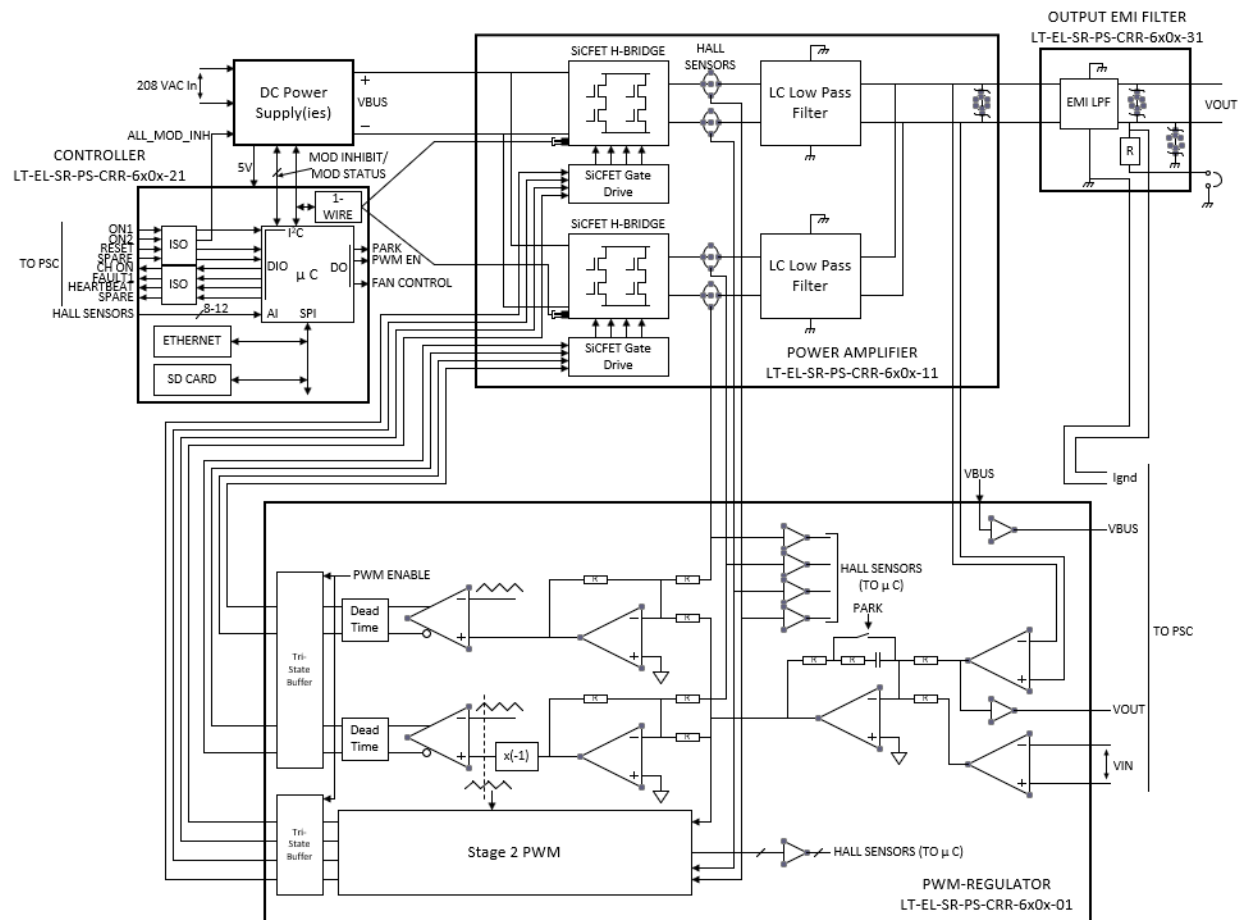 OUTPUT EMI FILTER
LT-EL-SR-PS-CRR-6x0x-31
SiCFET H-BRIDGE
HALL
SENSORS
208 VAC In
DC Power
Supply(ies)
+
VBUS
−
LC Low Pass
Filter
EMI LPF
VOUT
R
ALL_MOD_INH
CONTROLLER
LT-EL-SR-PS-CRR-6x0x-21
5V
MOD INHIBIT/
MOD STATUS
SiCFET Gate
Drive
1-
WIRE
SiCFET H-BRIDGE
TO PSC
ON1
ON2
RESET
SPARE
CH ON
FAULT1
HEARTBEAT
SPARE
HALL SENSORS
ISO
ISO
8-12
I²C
DIO
μ C
DO
AI
SPI
PARK
PWM EN
FAN CONTROL
LC Low Pass
Filter
ETHERNET
SD CARD
SiCFET Gate
Drive
POWER AMPLIFIER
LT-EL-SR-PS-CRR-6x0x-11
Ignd
VBUS
VBUS
PWM ENABLE
HALL SENSORS
(TO μ C)
PARK
TO PSC
Tri-
State
Buffer
Dead
Time
−
+
R
R
R
−
+
R
R
R
−
+
Dead
Time
−
+
x(-1)
R
R
R
−
+
R
−
+
VOUT
−
+
VIN
Tri-
State
Buffer
Stage 2 PWM
HALL SENSORS (TO μ C)
PWM-REGULATOR
LT-EL-SR-PS-CRR-6x0x-01